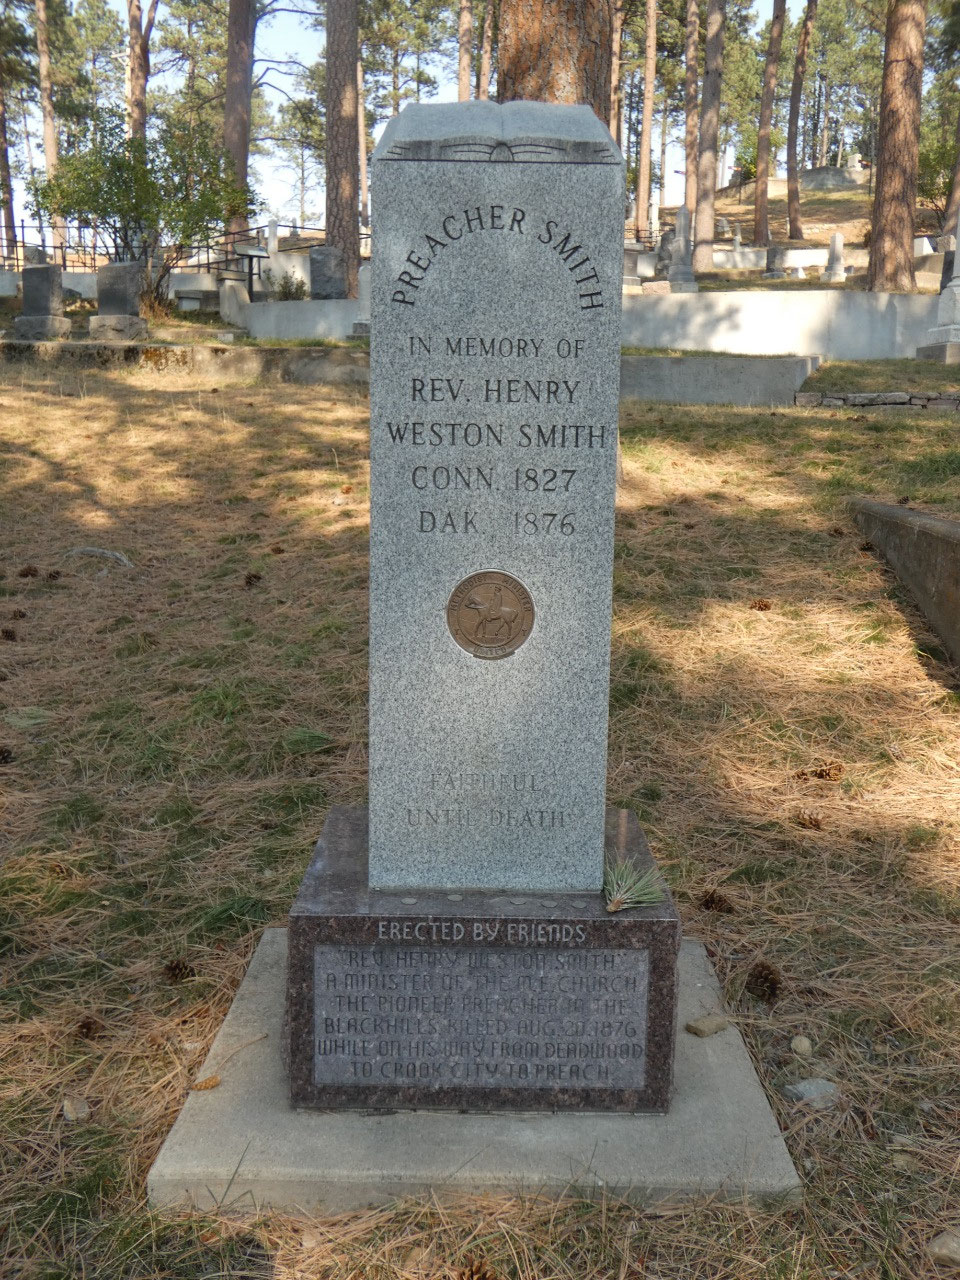 PREACHER SMITH
IN MEMORY OF
REV. HENRY
WESTON SMITH
CONN. 1827
DAK. 1876
FAITHFUL
UNTIL DEATH
ERECTED BY FRIENDS
"REV. HENRY WESTON SMITH"
A MINISTER OF THE M.E. CHURCH
THE PIONEER PREACHER IN THE
BLACKHILLS, KILLED AUG. 20, 1876
WHILE ON HIS WAY FROM DEADWOOD
TO CROOK CITY TO PREACH